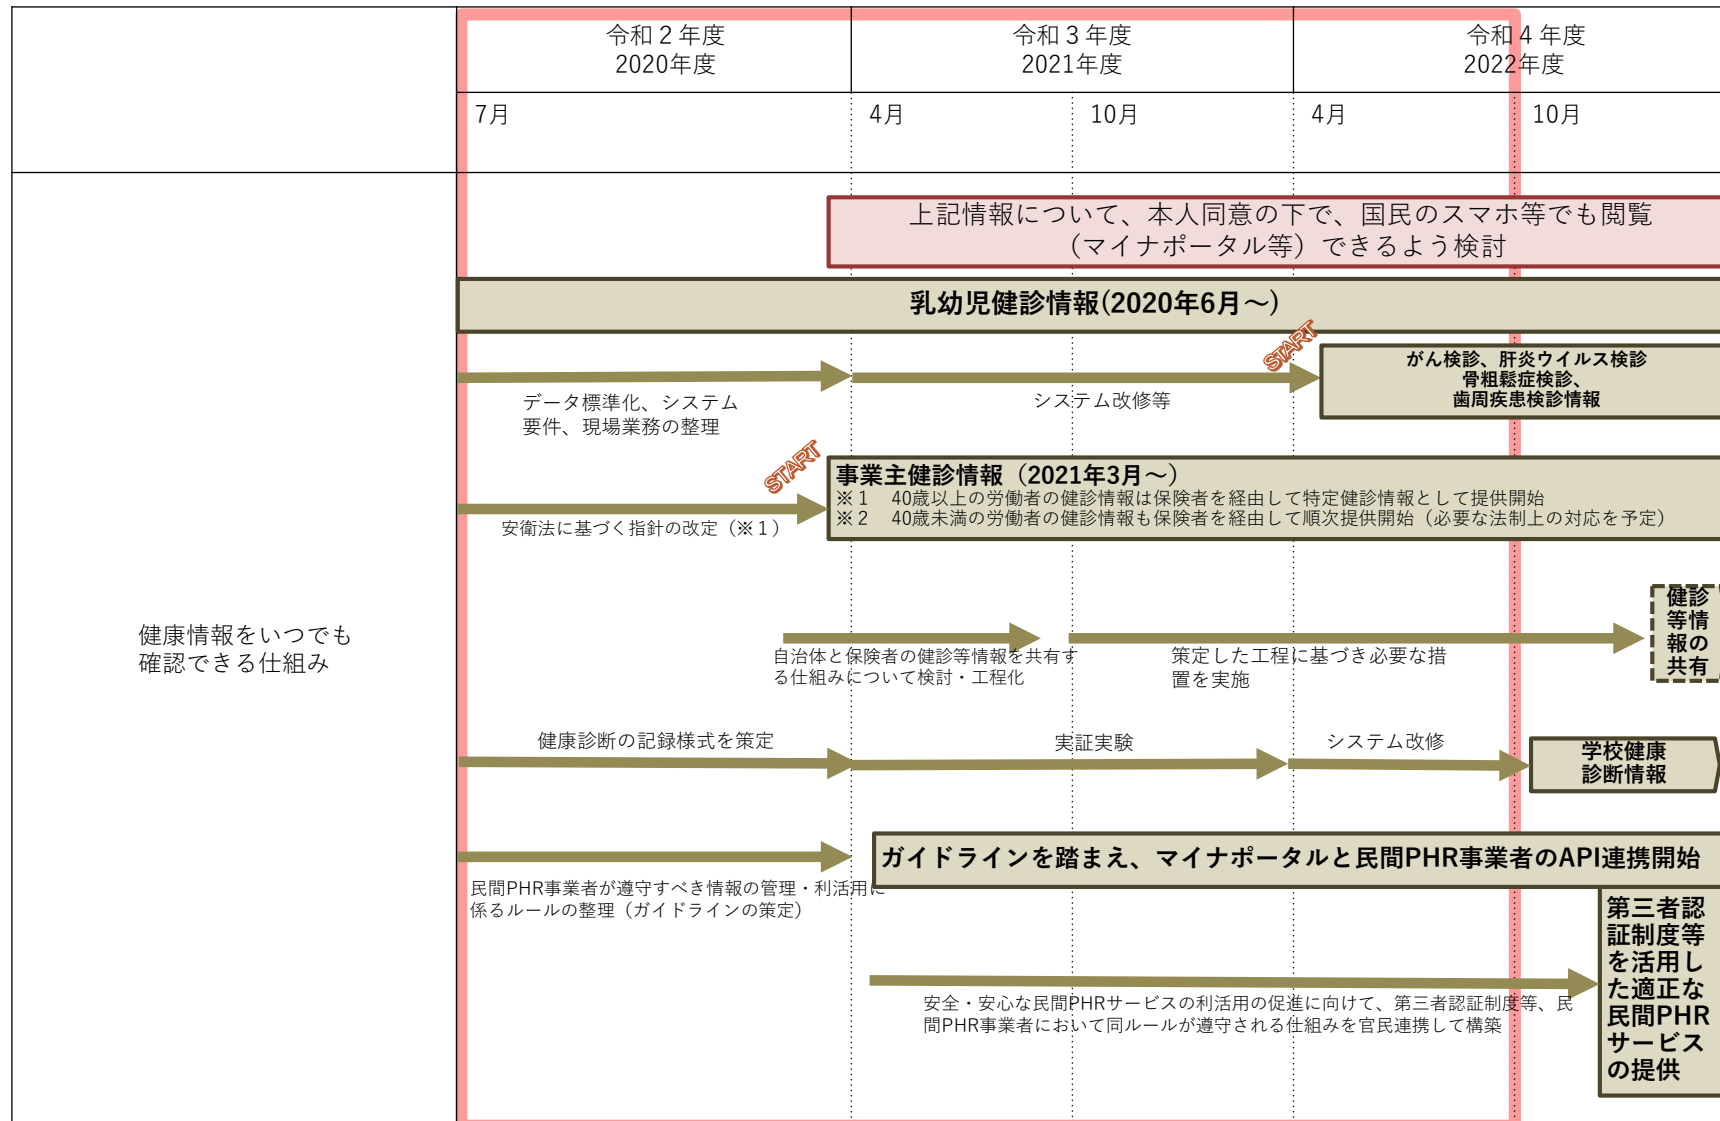 令和２年度
2020年度
令和３年度
2021年度
令和４年度
2022年度
7月
4月
10月
4月
10月
健康情報をいつでも
確認できる仕組み
上記情報について、本人同意の下で、国民のスマホ等でも閲覧
（マイナポータル等）できるよう検討
乳幼児健診情報(2020年6月～)
START
データ標準化、システム
要件、現場業務の整理
システム改修等
がん検診、肝炎ウイルス検診
骨粗鬆症検診、
歯周疾患検診情報
START
安衛法に基づく指針の改定（※１）
事業主健診情報（2021年3月～）
※１　40歳以上の労働者の健診情報は保険者を経由して特定健診情報として提供開始
※２　40歳未満の労働者の健診情報も保険者を経由して順次提供開始（必要な法制上の対応を予定）
自治体と保険者の健診等情報を共有す
る仕組みについて検討・工程化
策定した工程に基づき必要な措
置を実施
健診
等情
報の
共有
健康診断の記録様式を策定
実証実験
システム改修
学校健康
診断情報
民間PHR事業者が遵守すべき情報の管理・利活用に
係るルールの整理（ガイドラインの策定）
ガイドラインを踏まえ、マイナポータルと民間PHR事業者のAPI連携開始
安全・安心な民間PHRサービスの利活用の促進に向けて、第三者認証制度等、民
間PHR事業者において同ルールが遵守される仕組みを官民連携して構築
第三者認
証制度等
を活用し
た適正な
民間PHR
サービス
の提供